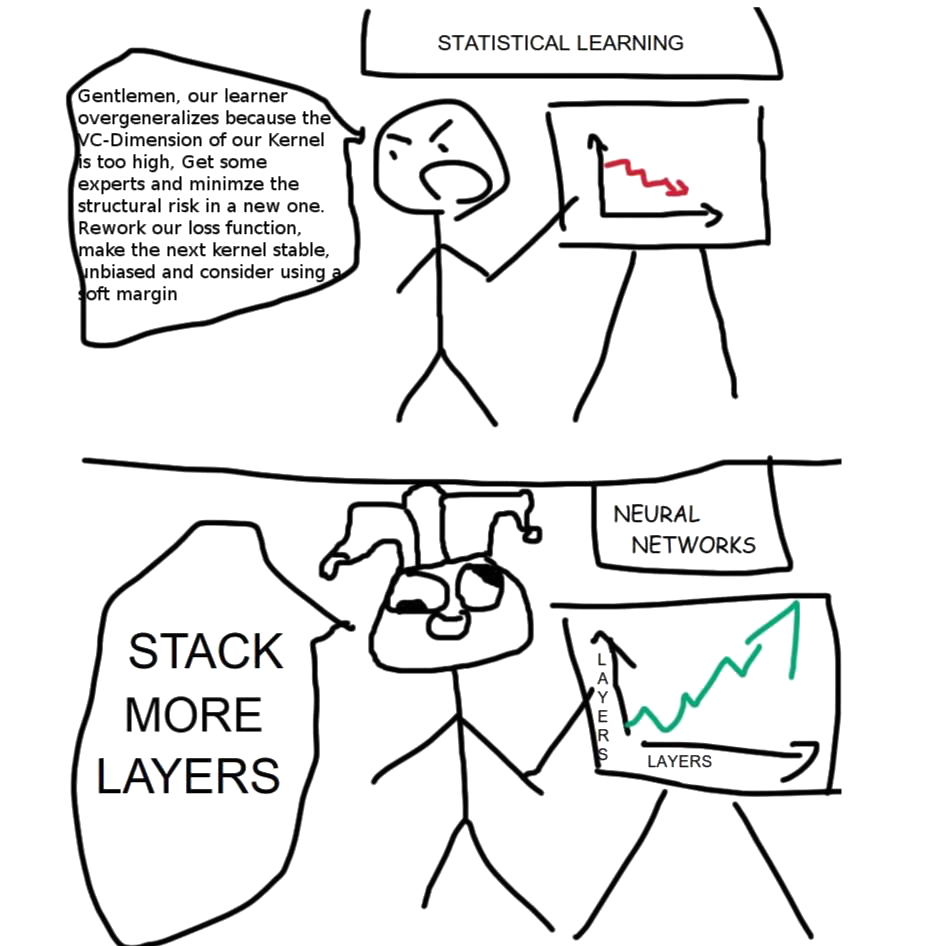 STATISTICAL LEARNING
Gentlemen, our learner
overgeneralizes because the
VC-Dimension of our Kernel
is too high, Get some
experts and minimze the
structural risk in a new one.
Rework our loss function,
make the next kernel stable,
unbiased and consider using a
soft margin
NEURAL
NETWORKS
STACK
MORE
LAYERS
LAYERS
LAYERS